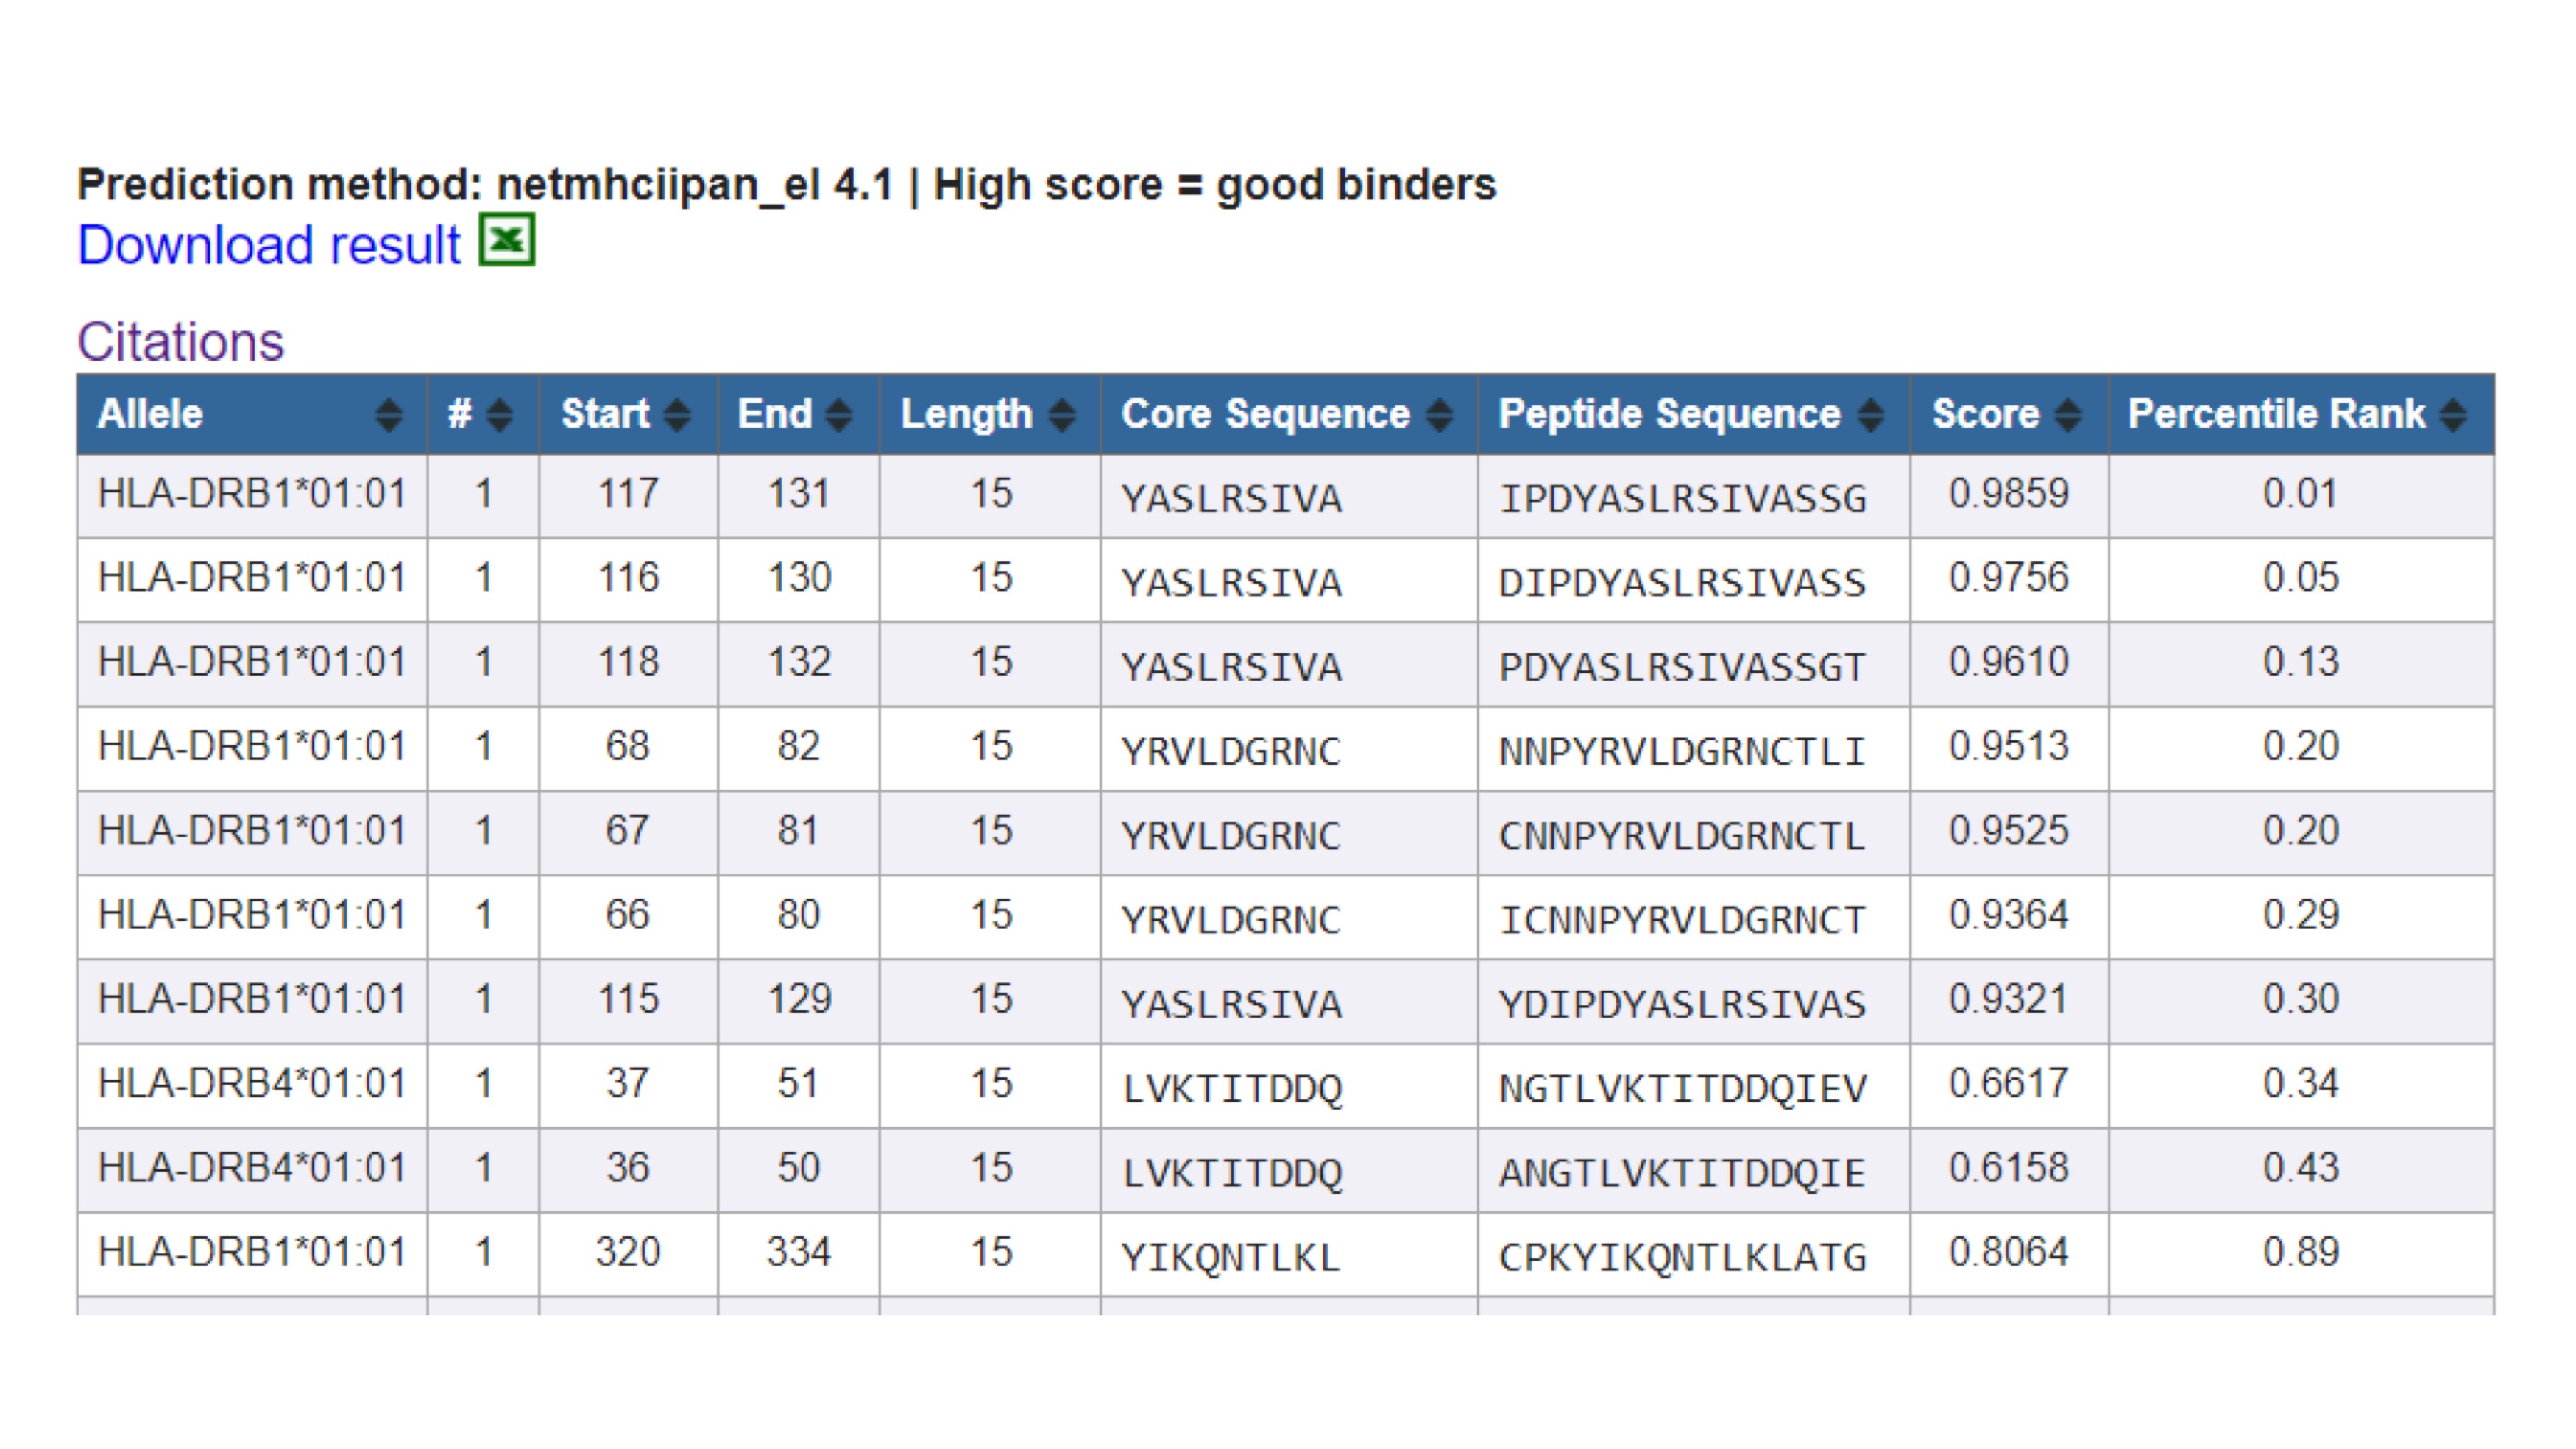 Prediction method: netmhciipan_el 4.1 | High score = good binders
Download result
Citations
Allele # Start End Length Core Sequence Peptide Sequence Score Percentile Rank
HLA-DRB1*01:01 1 117 131 15 YASLRSIVA IPDYASLRSIVASSG 0.9859 0.01
HLA-DRB1*01:01 1 116 130 15 YASLRSIVA DIPDYASLRSIVASS 0.9756 0.05
HLA-DRB1*01:01 1 118 132 15 YASLRSIVA PDYASLRSIVASSGT 0.9610 0.13
HLA-DRB1*01:01 1 68 82 15 YRVLDGRNC NNPYRVLDGRNCTLI 0.9513 0.20
HLA-DRB1*01:01 1 67 81 15 YRVLDGRNC CNNPYRVLDGRNCTL 0.9525 0.20
HLA-DRB1*01:01 1 66 80 15 YRVLDGRNC ICNNPYRVLDGRNCT 0.9364 0.29
HLA-DRB1*01:01 1 115 129 15 YASLRSIVA YDIPDYASLRSIVAS 0.9321 0.30
HLA-DRB4*01:01 1 37 51 15 LVKTITDDQ NGTLVKTITDDQIEV 0.6617 0.34
HLA-DRB4*01:01 1 36 50 15 LVKTITDDQ ANGTLVKTITDDQIE 0.6158 0.43
HLA-DRB1*01:01 1 320 334 15 YIKQNTLKL CPKYIKQNTLKLATG 0.8064 0.89